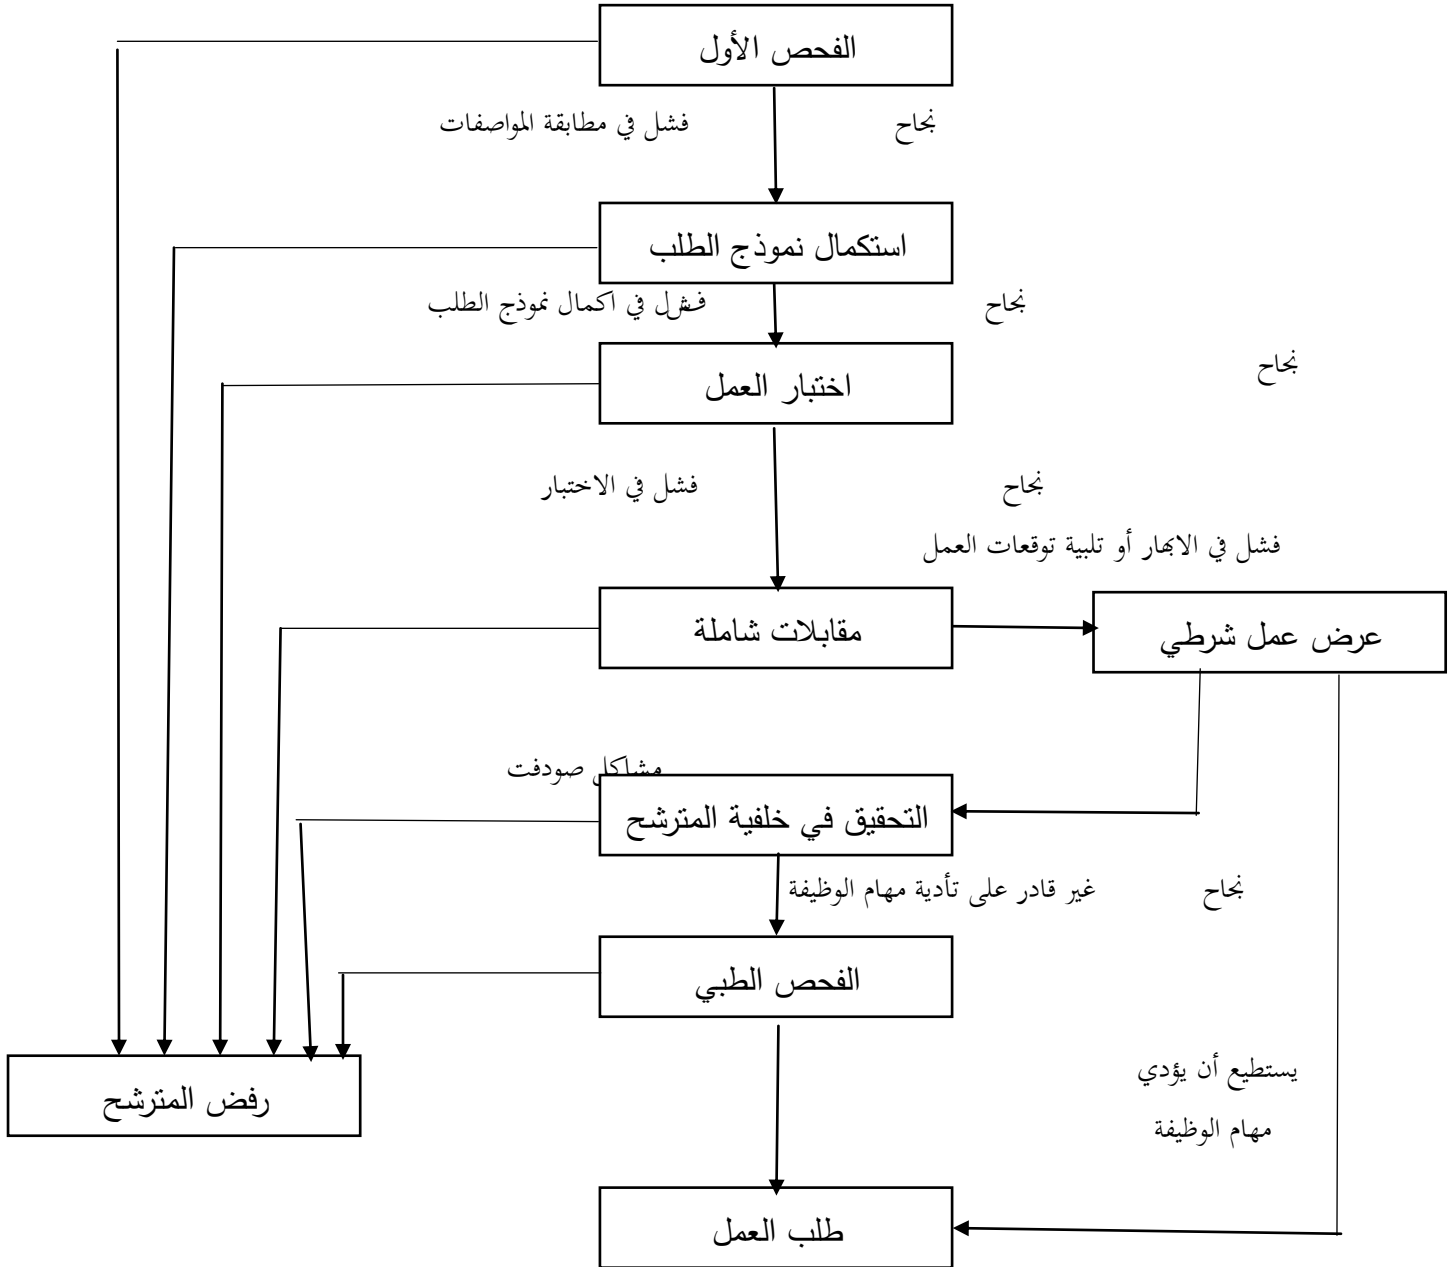 الفحص الأول
نجاح فشل في مطابقة المواصفات
استكمال نموذج الطلب
نجاح فشل في اكمال نموذج الطلب
نجاح
اختبار العمل
نجاح فشل في الاختبار
فشل في الابهار أو تلبية توقعات العمل
عرض عمل شرطي
مقابلات شاملة
مشاكل صودفت
التحقيق في خلفية المترشح
نجاح غير قادر على تأدية مهام الوظيفة
الفحص الطبي
يستطيع أن يؤدي
رفض المترشح
مهام الوظيفة
طلب العمل